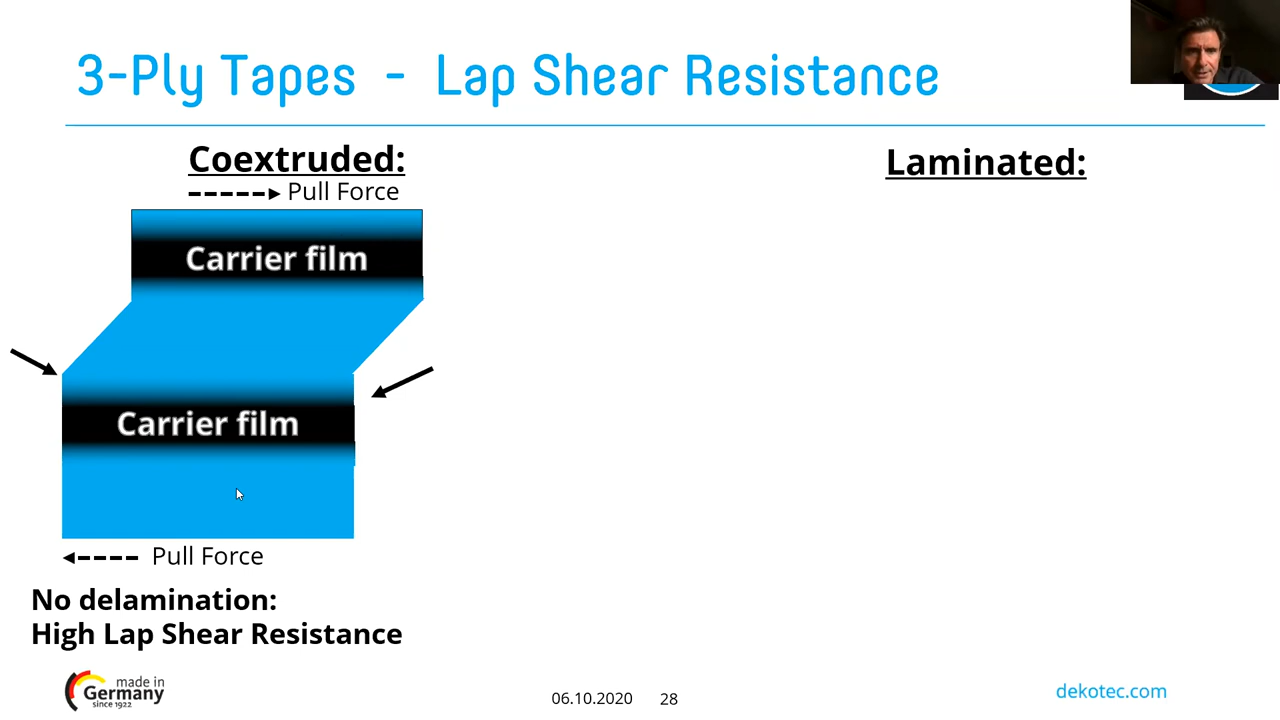 3-Ply Tapes - Lap Shear Resistance
Coextruded:
Pull Force
Carrier film
Carrier film
Pull Force
No delamination:
High Lap Shear Resistance
Laminated:
made in
Germany
since 1922
06.10.2020
28
dekotec.com